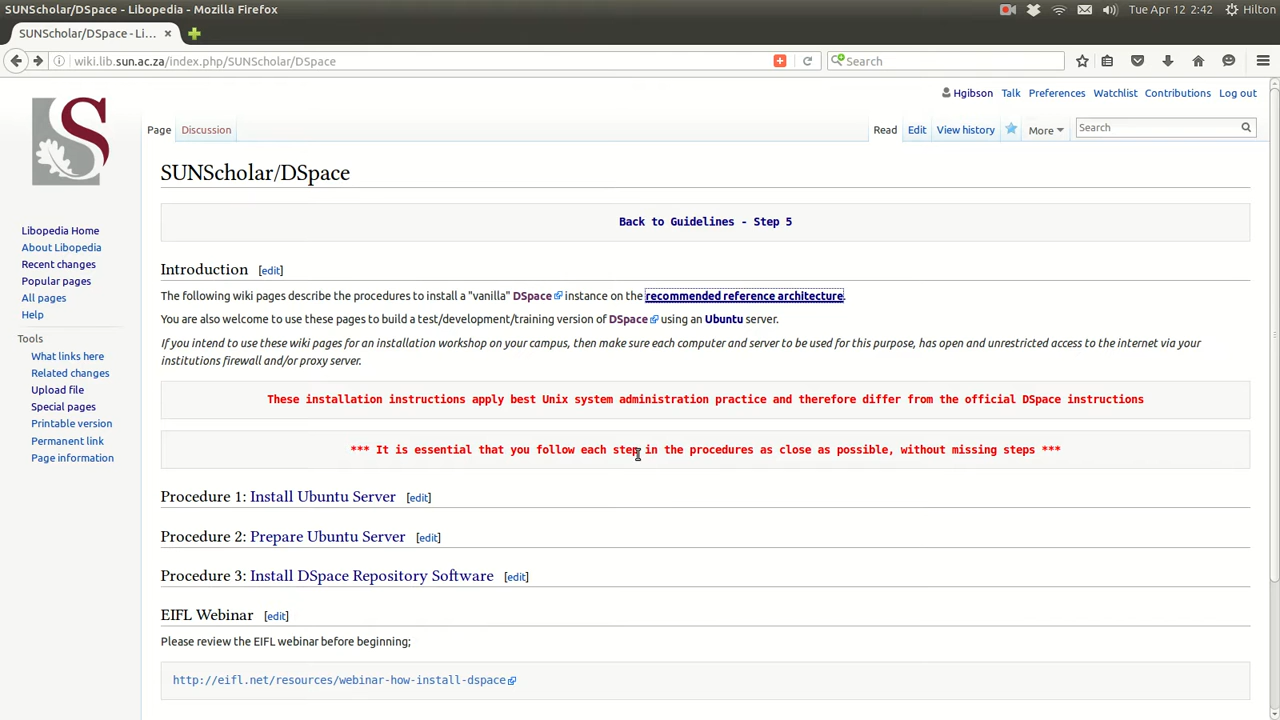 SUNScholar/DSpace - Libopedia - Mozilla Firefox
Tue Apr 12 2:42 Hilton
SUNScholar/DSpace - Li...
wiki.lib.sun.ac.za/index.php/SUNScholar/DSpace
Search
Hgibson Talk Preferences Watchlist Contributions Log out
Page Discussion Read Edit View history More Search
S
SUNScholar/DSpace
Back to Guidelines - Step 5
Libopedia Home
About Libopedia
Recent changes
Popular pages
All pages
Help
Tools
What links here
Related changes
Upload file
Special pages
Printable version
Permanent link
Page information
Introduction [edit]
The following wiki pages describe the procedures to install a "vanilla" DSpace instance on the recommended reference architecture.
You are also welcome to use these pages to build a test/development/training version of DSpace using an Ubuntu server.
If you intend to use these wiki pages for an installation workshop on your campus, then make sure each computer and server to be used for this purpose, has open and unrestricted access to the internet via your
institutions firewall and/or proxy server.
These installation instructions apply best Unix system administration practice and therefore differ from the official DSpace instructions
*** It is essential that you follow each step in the procedures as close as possible, without missing steps ***
Procedure 1: Install Ubuntu Server [edit]
Procedure 2: Prepare Ubuntu Server [edit]
Procedure 3: Install DSpace Repository Software [edit]
EIFL Webinar [edit]
Please review the EIFL webinar before beginning;
http://eifl.net/resources/webinar-how-install-dspace